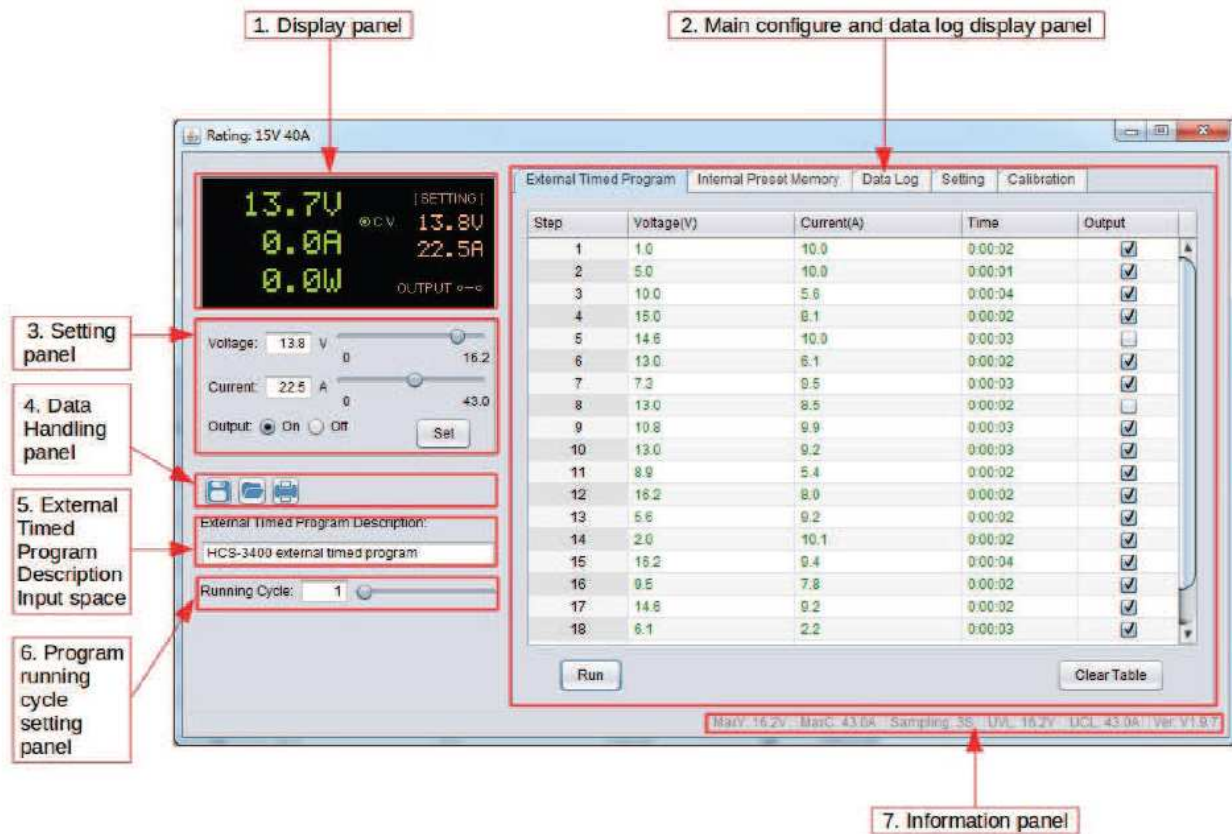 1. Display panel
2. Main configure and data log display panel
Rating: 15V 40A
13.7V
0.0A
0.0W
C V
[SETTING]
13.8V
22.5A
OUTPUT
3. Setting
panel
Voltage: 13.8 V
0 16.2
Current: 22.5 A
0 43.0
Output: On Off
Set
4. Data
Handling
panel
5. External
Timed
Program
Description
Input space
External Timed Program Description:
HCS-3400 external timed program
6. Program
running
cycle
setting
panel
Running Cycle: 1
External Timed Program Internal Preset Memory Data Log Setting Calibration
Step Voltage(V) Current(A) Time Output
1 1.0 10.0 0:00:02
2 5.0 10.0 0:00:01
3 10.0 5.6 0:00:04
4 15.0 8.1 0:00:02
5 14.6 10.0 0:00:03
6 13.0 6.1 0:00:02
7 7.3 9.5 0:00:03
8 13.0 8.5 0:00:02
9 10.8 9.9 0:00:03
10 13.0 9.2 0:00:03
11 8.9 5.4 0:00:02
12 16.2 8.0 0:00:02
13 5.6 9.2 0:00:02
14 2.0 10.1 0:00:02
15 16.2 9.4 0:00:04
16 9.5 7.8 0:00:02
17 14.6 9.2 0:00:02
18 6.1 2.2 0:00:03
Run
Clear Table
MaxV: 16.2V MaxC: 43.0A Sampling: 3S UVL: 16.2V UCL: 43.0A Ver: V1.9.7
7. Information panel